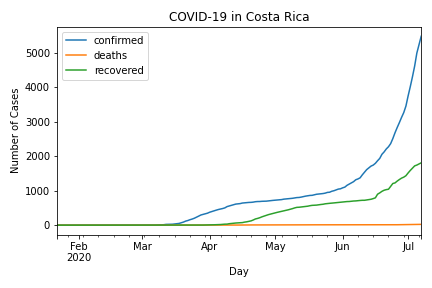 COVID-19 in Costa Rica
confirmed
deaths
recovered
Number of Cases
5000
4000
3000
2000
1000
0
Feb
2020
Mar
Apr
May
Jun
Jul
Day